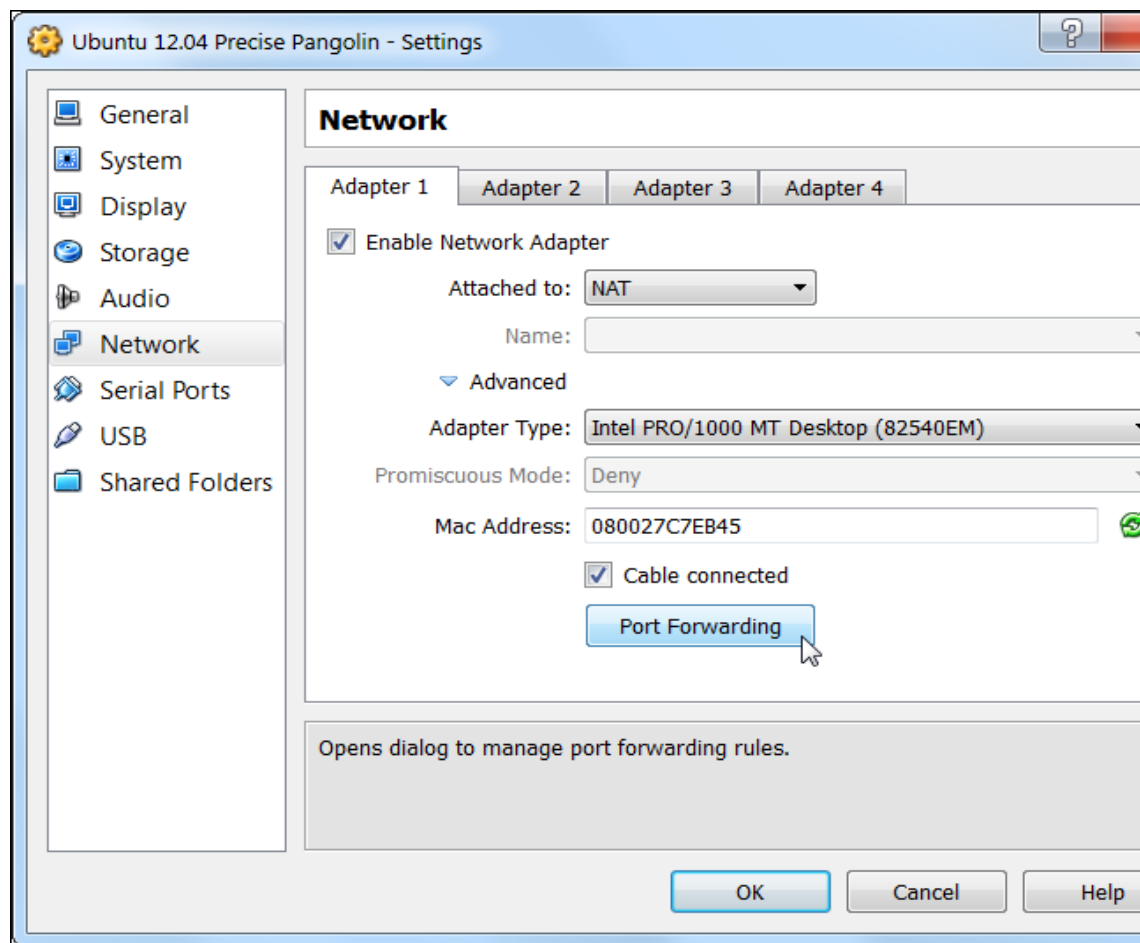 Ubuntu 12.04 Precise Pangolin - Settings
?
General
System
Display
Storage
Audio
Network
Serial Ports
USB
Shared Folders
Network
Adapter 1 Adapter 2 Adapter 3 Adapter 4
Enable Network Adapter
Attached to: NAT
Name:
Advanced
Adapter Type: Intel PRO/1000 MT Desktop (82540EM)
Promiscuous Mode: Deny
Mac Address: 080027C7EB45
Cable connected
Port Forwarding
Opens dialog to manage port forwarding rules.
OK Cancel Help